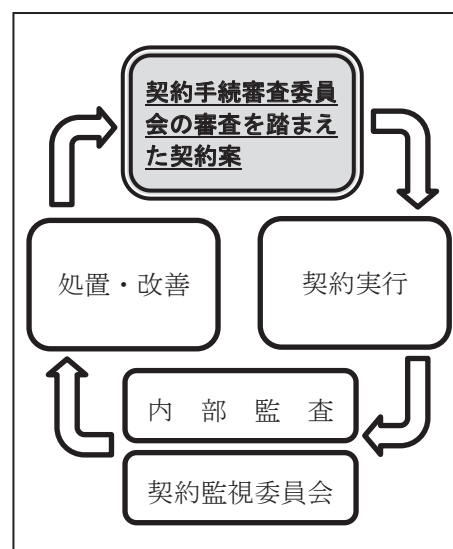 契約手続審査委員
会の審査を踏まえ
た契約案
処置・改善
契約実行
内部監査
契約監視委員会